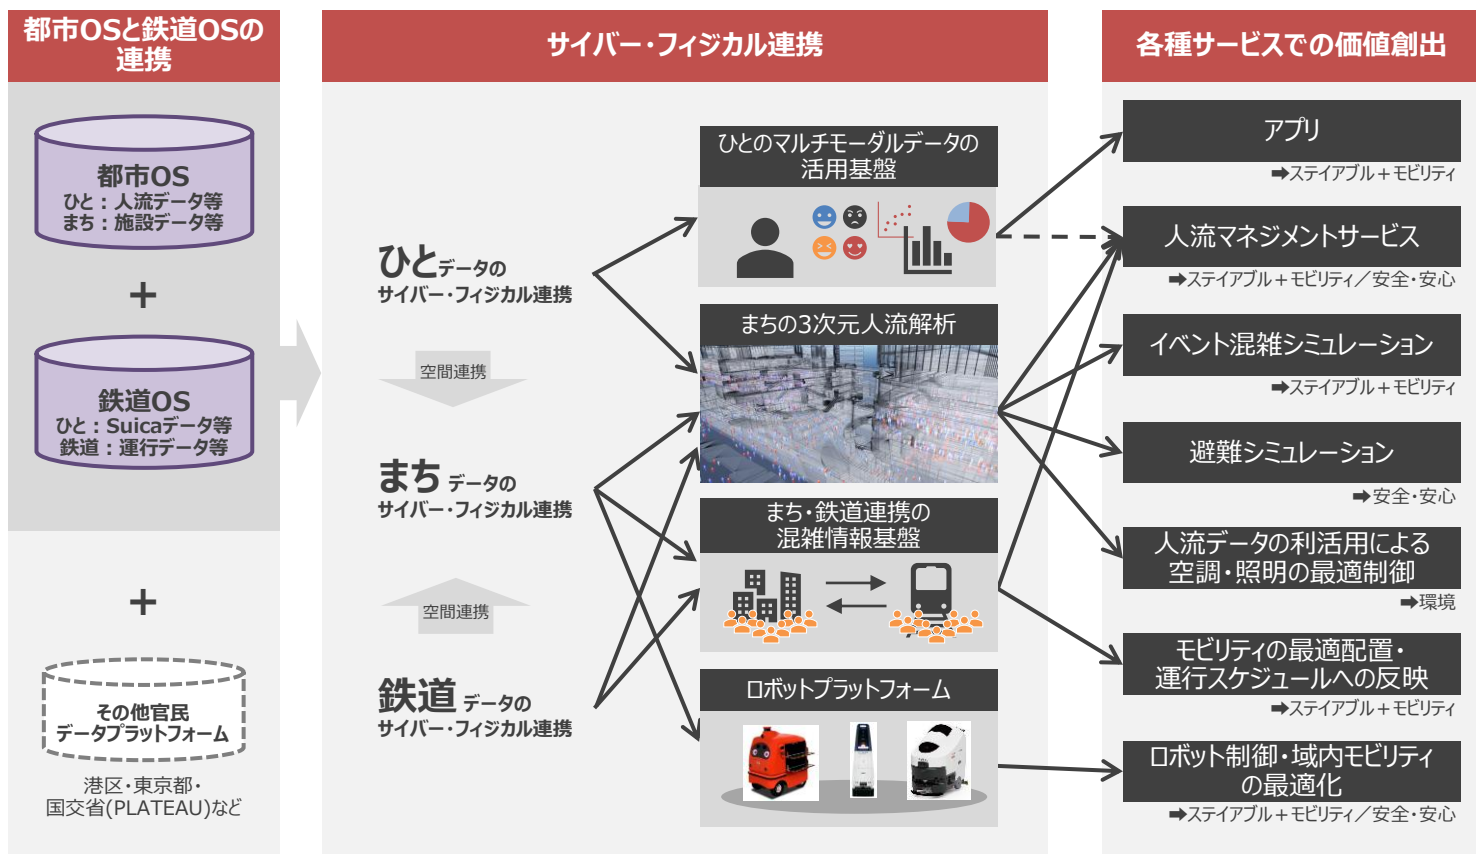 都市OSと鉄道OSの
連携
都市OS
ひと：人流データ等
まち：施設データ等
＋
鉄道OS
ひと：Suicaデータ等
鉄道：運行データ等
＋
その他官民
データプラットフォーム
港区・東京都・
国交省(PLATEAU)など
サイバー・フィジカル連携
ひとデータの
サイバー・フィジカル連携
空間連携
まち データの
サイバー・フィジカル連携
空間連携
鉄道 データの
サイバー・フィジカル連携
ひとのマルチモーダルデータの
活用基盤
まちの3次元人流解析
まち・鉄道連携の
混雑情報基盤
ロボットプラットフォーム
各種サービスでの価値創出
アプリ
➡ステイアブル＋モビリティ
人流マネジメントサービス
➡ステイアブル＋モビリティ／安全・安心
イベント混雑シミュレーション
➡ステイアブル＋モビリティ
避難シミュレーション
➡安全・安心
人流データの利活用による
空調・照明の最適制御
➡環境
モビリティの最適配置・
運行スケジュールへの反映
➡ステイアブル＋モビリティ
ロボット制御・域内モビリティ
の最適化
➡ステイアブル＋モビリティ／安全・安心